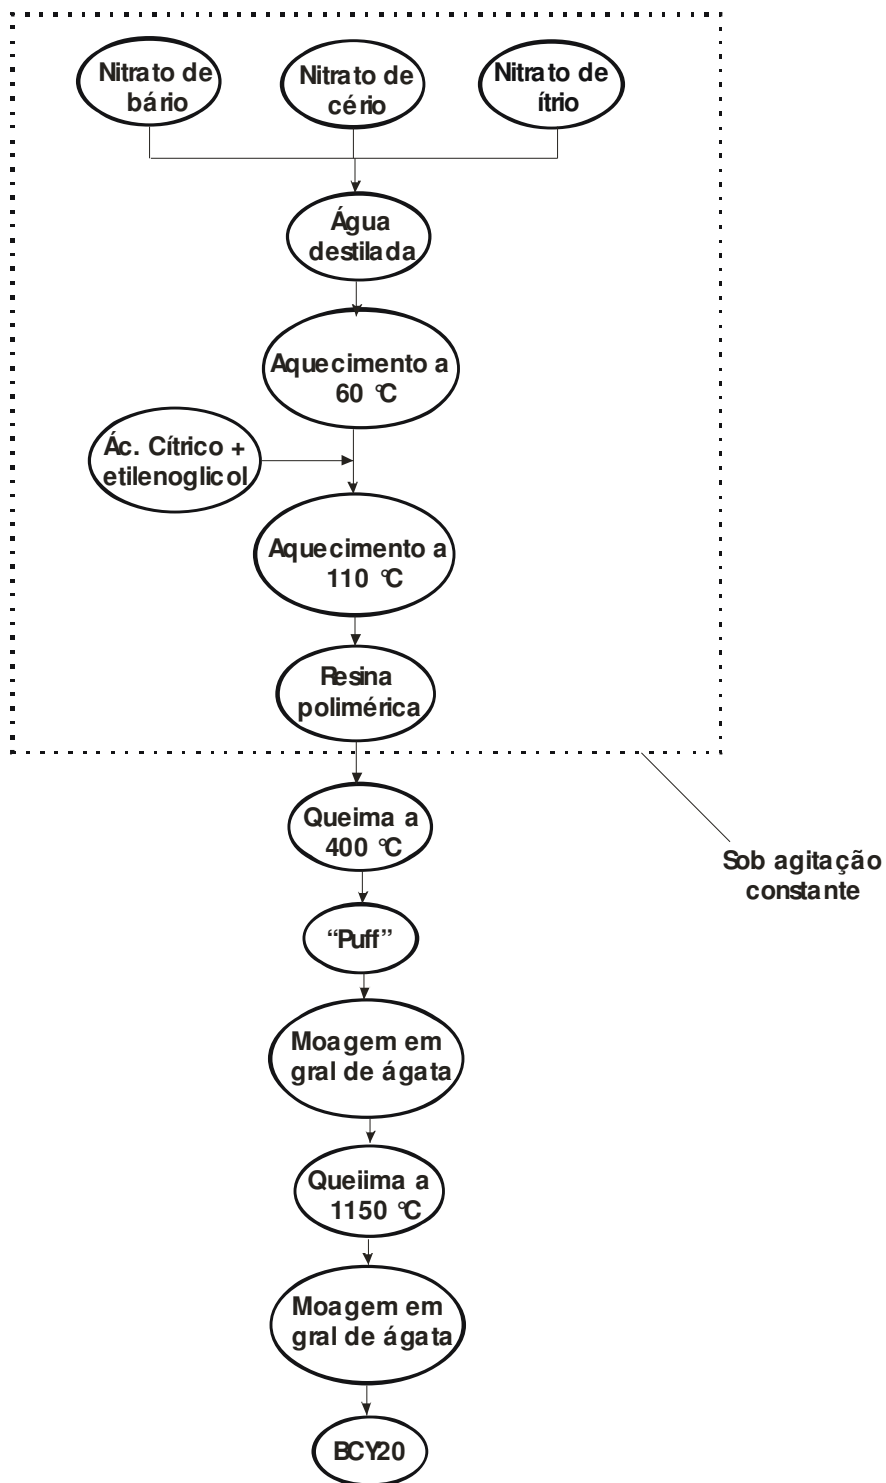 Nitrato de
bário
Nitrato de
cério
Nitrato de
ítrio
Água
destilada
Aquecimento a
60 °C
Ác. Cítrico +
etilenoglicol
Aquecimento a
110 °C
Resina
polimérica
Queima a
400 °C
Sob agitação
constante
“Puff”
Moagem em
gral de ágata
Queiima a
1150 °C
Moagem em
gral de ágata
BCY20